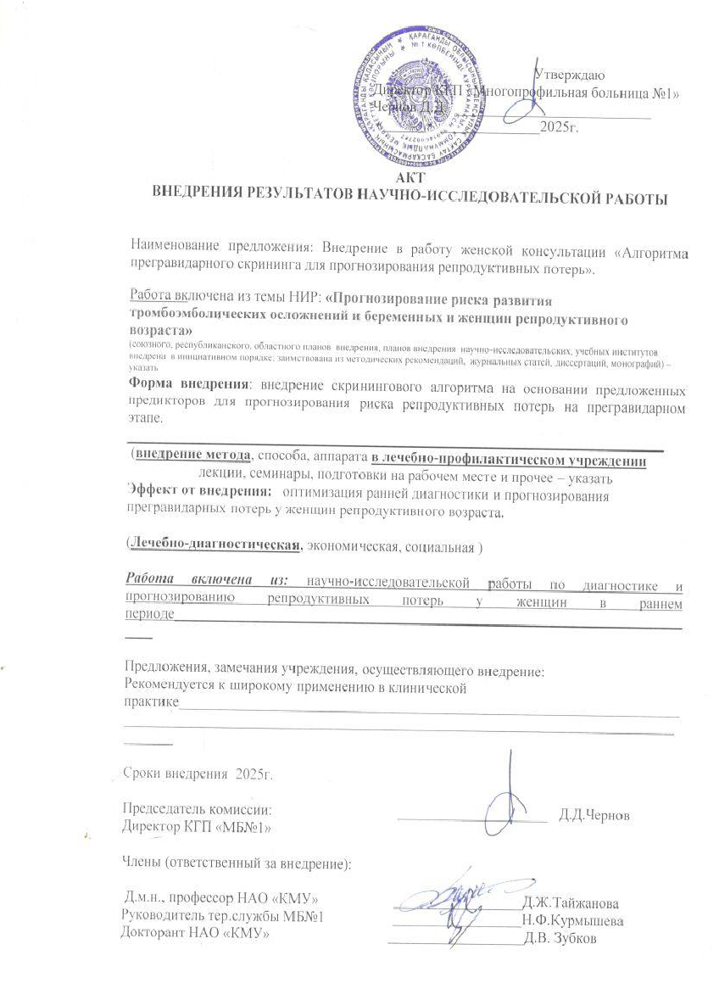 Утверждаю
Директор КГП «Многопрофильная больница №1»
Чернов Д.Д.
2025г.
АКТ
ВНЕДРЕНИЯ РЕЗУЛЬТАТОВ НАУЧНО-ИССЛЕДОВАТЕЛЬСКОЙ РАБОТЫ
Наименование предложения: Внедрение в работу женской консультации «Алгоритма
прегравидарного скрининга для прогнозирования репродуктивных потерь».
Работа включена из темы НИР: «Прогнозирование риска развития
тромбоэмболических осложнений и беременных и женщин репродуктивного
возраста»
(союзного, республиканского, областного планов внедрения, планов внедрения научно-исследовательских, учебных институтов
внедрена в инициативном порядке; заимствована из методических рекомендаций, журнальных статей, диссертаций, монографий) –
указать
Форма внедрения: внедрение скринингового алгоритма на основании предложенных
предикторов для прогнозирования риска репродуктивных потерь на прегравидарном
этапе.
(внедрение метода, способа, аппарата в лечебно-профилактическом учреждении
лекции, семинары, подготовки на рабочем месте и прочее – указать
Эффект от внедрения: оптимизация ранней диагностики и прогнозирования
прегравидарных потерь у женщин репродуктивного возраста.
(Лечебно-диагностическая, экономическая, социальная )
Работа включена из: научно-исследовательской работы по диагностике и
прогнозированию репродуктивных потерь у женщин в раннем
периоде
Предложения, замечания учреждения, осуществляющего внедрение:
Рекомендуется к широкому применению в клинической
практике
Сроки внедрения 2025г.
Председатель комиссии:
Директор КГП «МБ№1» Д.Д.Чернов
Члены (ответственный за внедрение):
Д.м.н., профессор НАО «КМУ» Д.Ж.Тайжанова
Руководитель тер.службы МБ№1 Н.Ф.Курмышева
Докторант НАО «КМУ» Д.В. Зубков